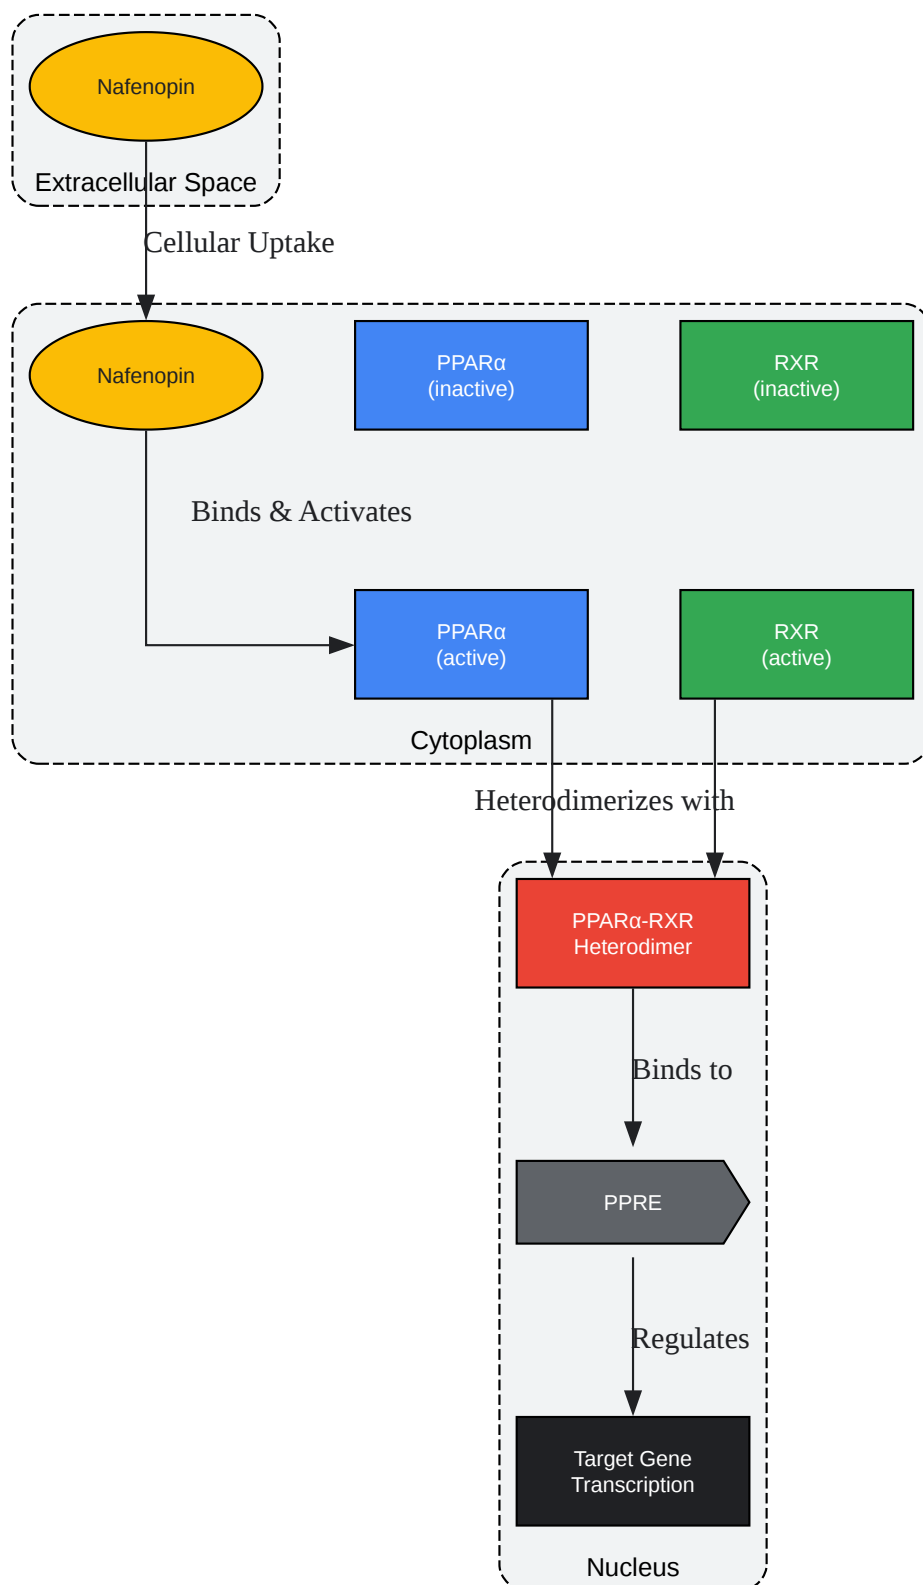 Nafenopin
Extracellular Space
Cellular Uptake
Nafenopin
PPARα
(inactive)
RXR
(inactive)
Binds & Activates
PPARα
(active)
RXR
(active)
Cytoplasm
Heterodimerizes with
PPARα-RXR
Heterodimer
Binds to
PPRE
Regulates
Target Gene
Transcription
Nucleus